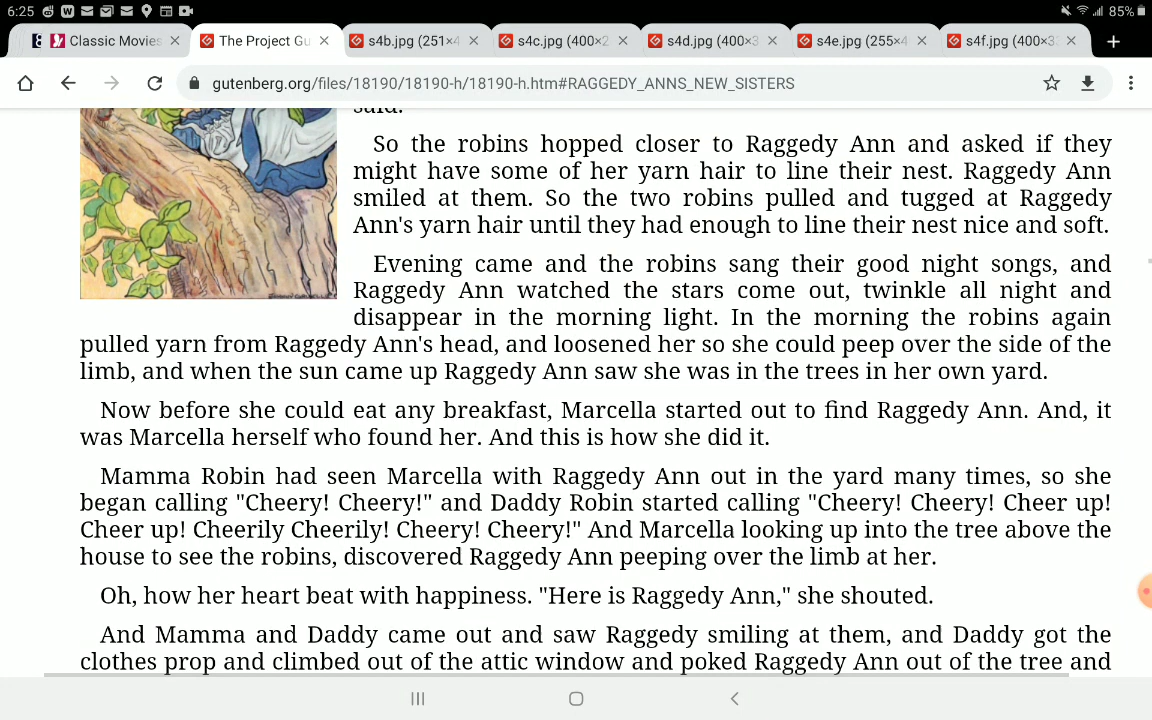 6:25 85%
Classic Movies The Project Gu s4b.jpg (251×4 s4c.jpg (400×2 s4d.jpg (400×3 s4e.jpg (255×4 s4f.jpg (400×3
gutenberg.org/files/18190/18190-h/18190-h.htm#RAGGEDY_ANNS_NEW_SISTERS
said.
So the robins hopped closer to Raggedy Ann and asked if they
might have some of her yarn hair to line their nest. Raggedy Ann
smiled at them. So the two robins pulled and tugged at Raggedy
Ann's yarn hair until they had enough to line their nest nice and soft.
Evening came and the robins sang their good night songs, and
Raggedy Ann watched the stars come out, twinkle all night and
disappear in the morning light. In the morning the robins again
pulled yarn from Raggedy Ann's head, and loosened her so she could peep over the side of the
limb, and when the sun came up Raggedy Ann saw she was in the trees in her own yard.
Now before she could eat any breakfast, Marcella started out to find Raggedy Ann. And, it
was Marcella herself who found her. And this is how she did it.
Mamma Robin had seen Marcella with Raggedy Ann out in the yard many times, so she
began calling "Cheery! Cheery!" and Daddy Robin started calling "Cheery! Cheery! Cheer up!
Cheer up! Cheerily Cheerily! Cheery! Cheery!" And Marcella looking up into the tree above the
house to see the robins, discovered Raggedy Ann peeping over the limb at her.
Oh, how her heart beat with happiness. "Here is Raggedy Ann," she shouted.
And Mamma and Daddy came out and saw Raggedy smiling at them, and Daddy got the
clothes prop and climbed out of the attic window and poked Raggedy Ann out of the tree and